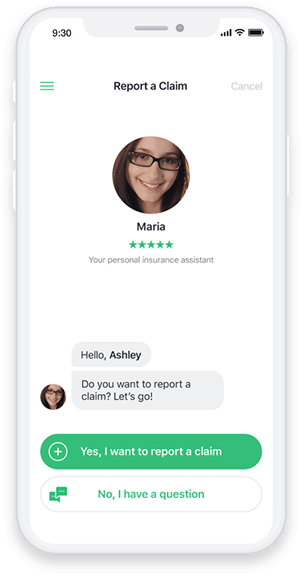 9:30
Report a Claim
Cancel
Maria
Your personal insurance assistant
Hello, Ashley
Do you want to report a
claim? Let's go!
Yes, I want to report a claim
No, I have a question